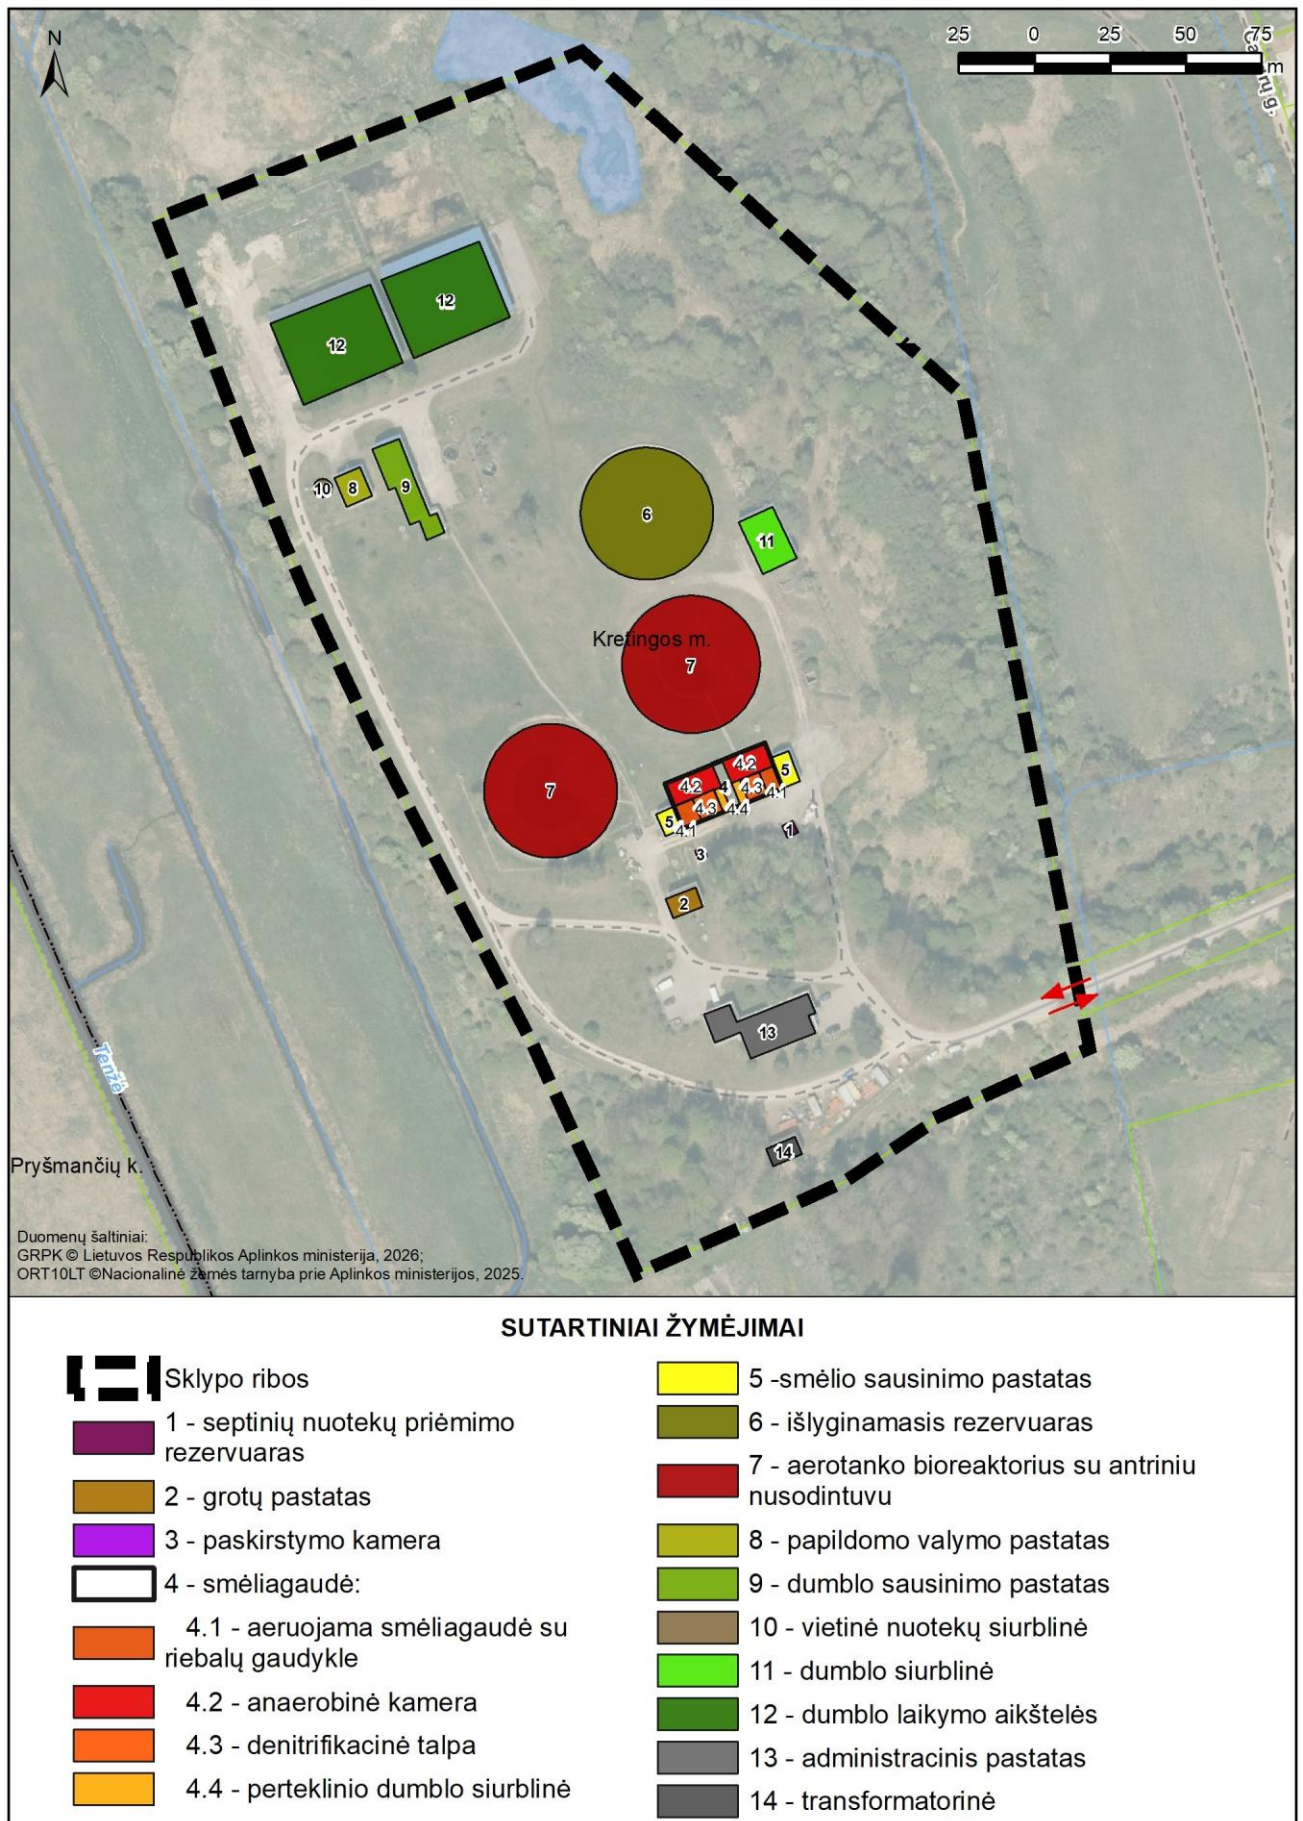 N
25 0 25 50 75
m
rų g.
12
12
10
8
9
6
11
Kretingos m.
7
7
4.2
4.2
4
5
4.3
4.1
4.3
4.4
5
4.1
1
3
2
13
14
Tenžė
Pryšmančių k.
Duomenų šaltiniai:
GRPK © Lietuvos Respublikos Aplinkos ministerija, 2026;
ORT10LT ©Nacionalinė žemės tarnyba prie Aplinkos ministerijos, 2025.
SUTARTINIAI ŽYMĖJIMAI
Sklypo ribos
1 - septinių nuotekų priėmimo
rezervuaras
2 - grotų pastatas
3 - paskirstymo kamera
4 - smėliagaudė:
4.1 - aeruojama smėliagaudė su
riebalų gaudykle
4.2 - anaerobinė kamera
4.3 - denitrifikacinė talpa
4.4 - perteklinio dumblo siurblinė
5 -smėlio sausinimo pastatas
6 - išlyginamasis rezervuaras
7 - aerotanko bioreaktorius su antriniu
nusodintuvu
8 - papildomo valymo pastatas
9 - dumblo sausinimo pastatas
10 - vietinė nuotekų siurblinė
11 - dumblo siurblinė
12 - dumblo laikymo aikštelės
13 - administracinis pastatas
14 - transformatorinė